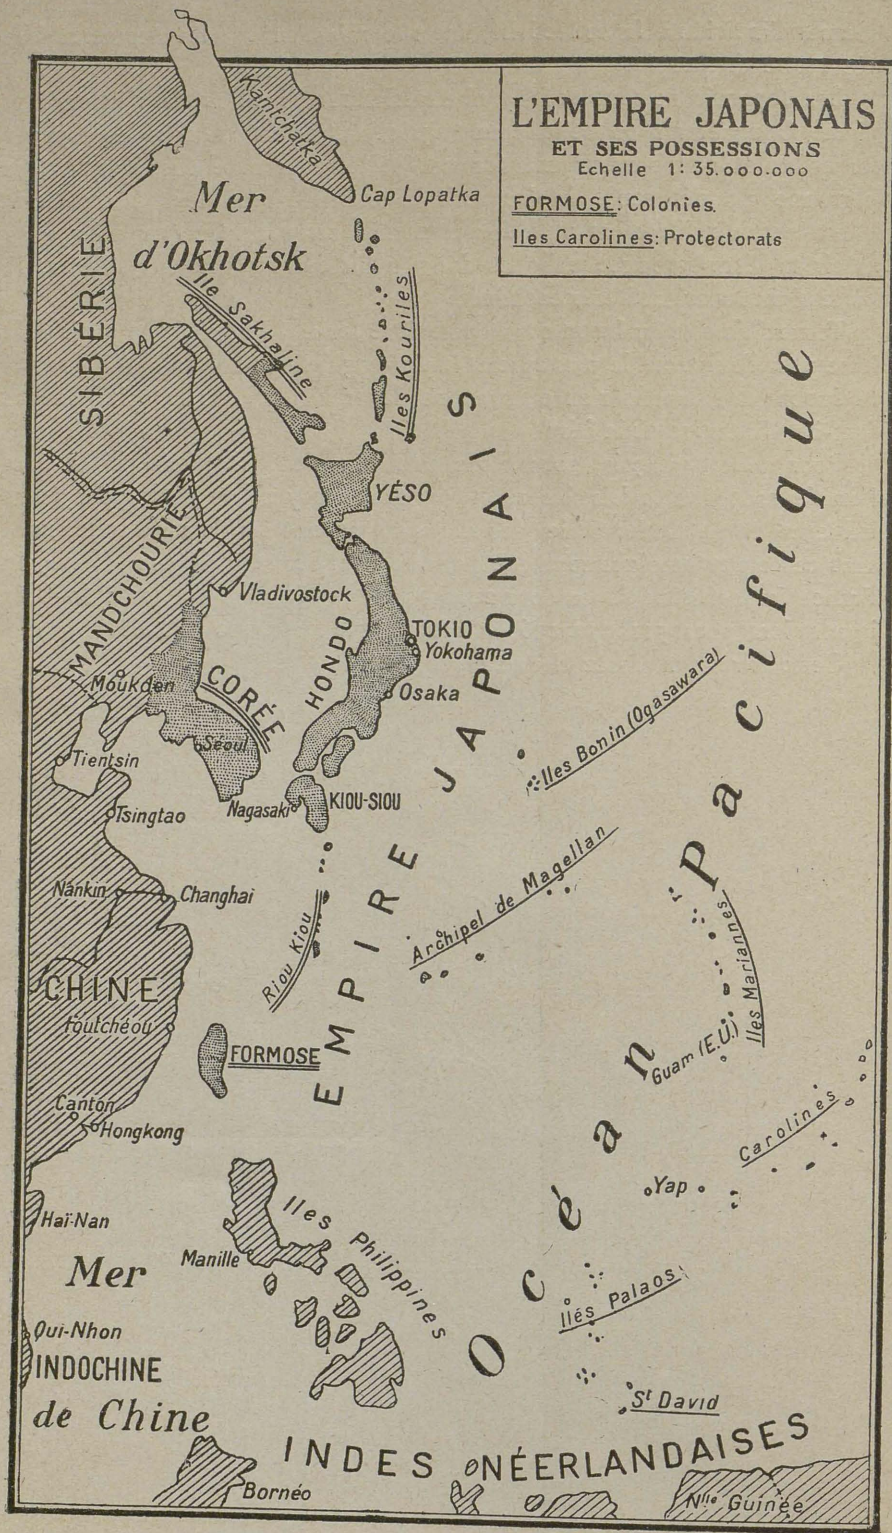 L'EMPIRE JAPONAIS
ET SES POSSESSIONS
Echelle 1: 35.000.000
FORMOSE: Colonies.
Iles Carolines: Protectorats
Kamtchatka
Cap Lopatka
Mer
d'Okhotsk
SIBÉRIE
Ile Sakhaline
Iles Kouriles
YÉSO
MANDCHOURIE
Vladivostock
HONDO
TOKIO
Yokohama
Osaka
Moukden
CORÉE
Séoul
Tientsin
Tsingtao
Nagasaki
KIOU-SIOU
EMPIRE JAPONAIS
Océan Pacifique
Iles Bonin (Ogasawara)
Archipel de Magellan
Nankin
Changhai
Riou Kiou
Iles Mariannes
CHINE
Foutchéou
FORMOSE
Guam (E.U.)
Canton
Hongkong
Carolines
Yap
Haï-Nan
Iles Philippines
Manille
Mer
de Chine
Iles Palaos
Qui-Nhon
INDOCHINE
St David
INDES NÉERLANDAISES
Bornéo
Nlle Guinée